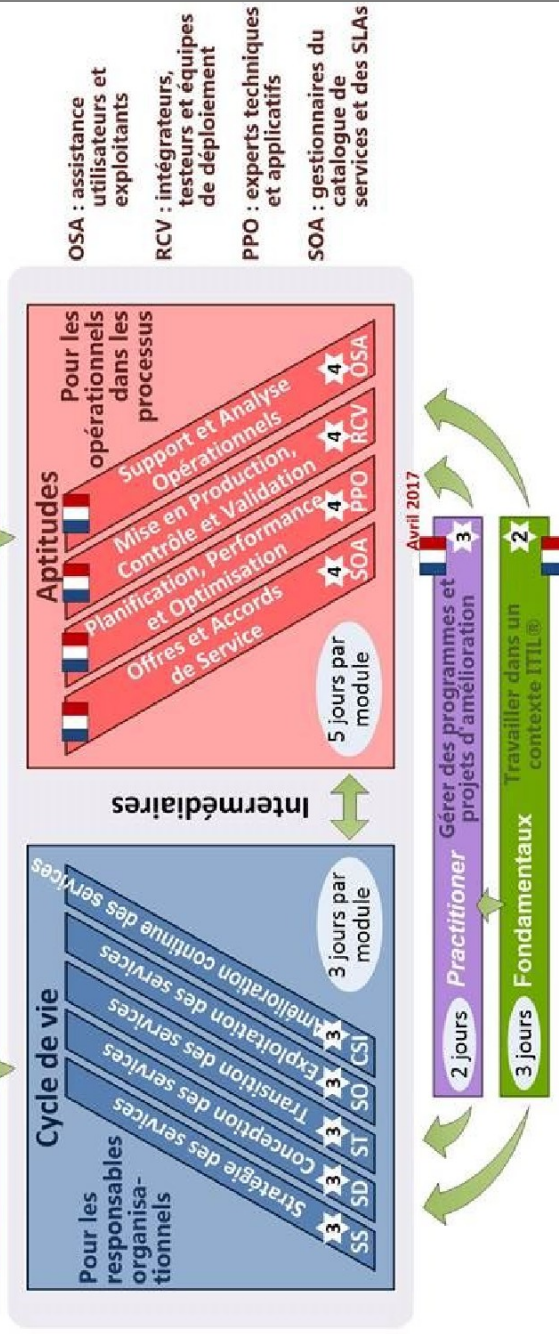 Cycle de vie
Pour les
responsables
organisa-
tionnels
Stratégie des services
Conception des services
Transition des services
Exploitation des services
Amélioration continue des services
3
3
3
3
3
SS
SD
ST
SO
CSI
3 jours par
module
Intermédiaires
Aptitudes
Pour les
opérationnels
dans les
processus
Offres et Accords
de Service
Planification, Performance
et Optimisation
Mise en Production,
Contrôle et Validation
Support et Analyse
Opérationnels
4
4
4
4
SOA
PPO
RCV
OSA
5 jours par
module
OSA : assistance
utilisateurs et
exploitants
RCV : intégrateurs,
testeurs et équipes
de déploiement
PPO : experts techniques
et applicatifs
SOA : gestionnaires du
catalogue de
services et des SLAs
Avril 2017
2 jours
Practitioner
Gérer des programmes et
projets d'amélioration
3
3 jours
Fondamentaux
Travailler dans un
contexte ITIL®
2